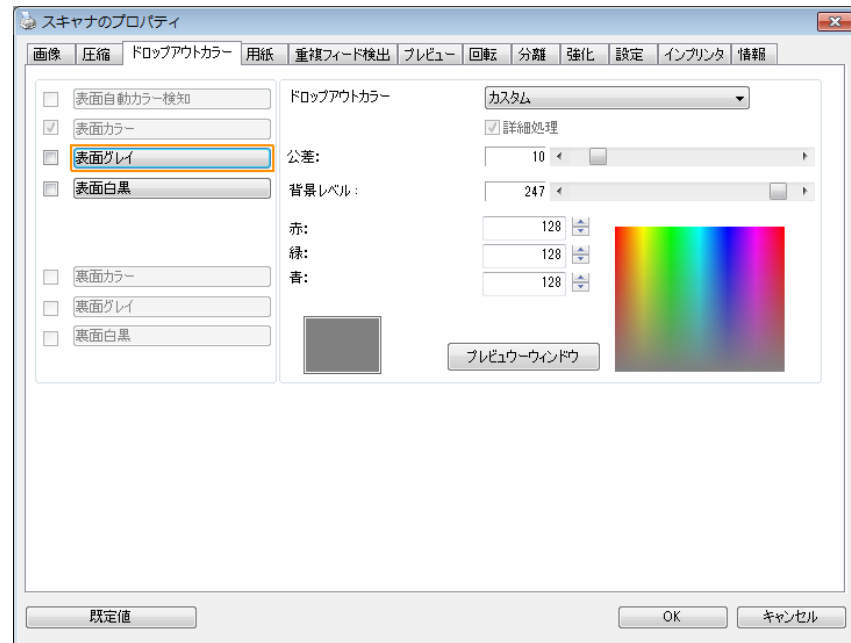 スキャナのプロパティ
画像 圧縮 ドロップアウトカラー 用紙 重複フィード検出 プレビュー 回転 分離 強化 設定 インプリンタ 情報
表面自動カラー検知
表面カラー
表面グレイ
表面白黒
裏面カラー
裏面グレイ
裏面白黒
ドロップアウトカラー カスタム
詳細処理
公差: 10
背景レベル: 247
赤: 128
緑: 128
青: 128
プレビュウーウィンドウ
既定値 OK キャンセル